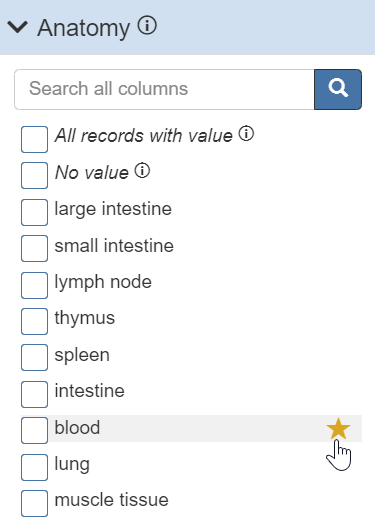 Anatomy
Search all columns
All records with value
No value
large intestine
small intestine
lymph node
thymus
spleen
intestine
blood
lung
muscle tissue